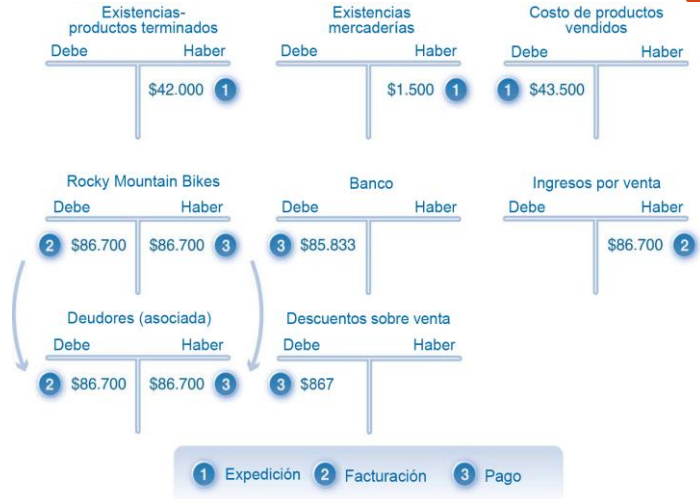 Existencias-
productos terminados
Debe Haber
$42.000 1
Existencias
mercaderías
Debe Haber
$1.500 1
Costo de productos
vendidos
Debe Haber
1 $43.500
Rocky Mountain Bikes
Debe Haber
2 $86.700 $86.700 3
Banco
Debe Haber
3 $85.833
Ingresos por venta
Debe Haber
$86.700 2
Deudores (asociada)
Debe Haber
2 $86.700 $86.700 3
Descuentos sobre venta
Debe Haber
3 $867
1 Expedición 2 Facturación 3 Pago